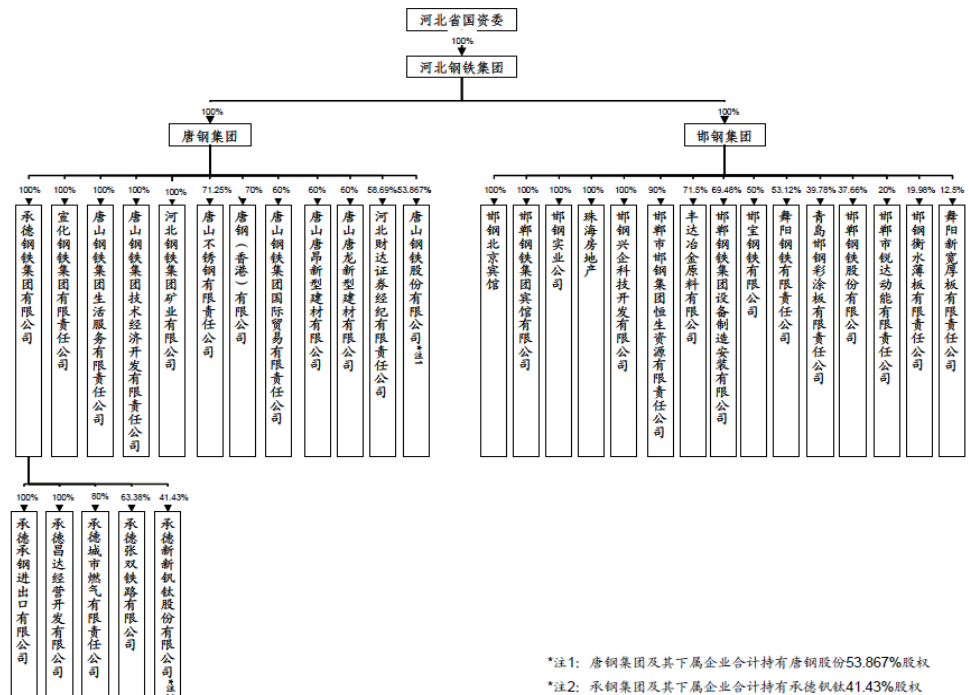 河北省国资委
100%
河北钢铁集团
100%
100%
唐钢集团
邯钢集团
100%
100%
100%
100%
100%
71.25%
70%
60%
60%
60%
58.69%
53.867%
承德钢铁集团有限公司
宣化钢铁集团有限责任公司
唐山钢铁集团生活服务有限责任公司
唐山钢铁集团技术经济开发有限责任公司
河北钢铁集团矿业有限公司
唐山不锈钢有限责任公司
唐钢（香港）有限公司
唐山钢铁集团国际贸易有限责任公司
唐山唐昂新型建材有限公司
唐山唐龙新型建材有限公司
河北财达证券经纪有限责任公司
唐山钢铁股份有限公司*注1
100%
100%
100%
100%
100%
90%
71.5%
69.48%
50%
53.12%
39.78%
37.66%
20%
19.98%
12.5%
邯钢北京宾馆
邯郸钢铁集团宾馆有限公司
邯钢实业公司
珠海房地产
邯钢兴企科技开发有限公司
邯郸市邯钢集团恒生资源有限责任公司
丰达冶金原料有限公司
邯郸钢铁集团设备制造安装有限公司
邯宝钢铁有限公司
舞阳钢铁有限责任公司
青岛邯钢彩涂板有限责任公司
邯郸钢铁股份有限公司
邯郸市锐达动能有限责任公司
邯钢衡水薄板有限责任公司
舞阳新宽厚板有限责任公司
100%
100%
80%
63.38%
41.43%
承德承钢进出口有限公司
承德昌达经营开发有限公司
承德城市燃气有限责任公司
承德张双铁路有限公司
承德新新钒钛股份有限公司*注
*注1：唐钢集团及其下属企业合计持有唐钢股份53.867%股权
*注2：承钢集团及其下属企业合计持有承德钒钛41.43%股权